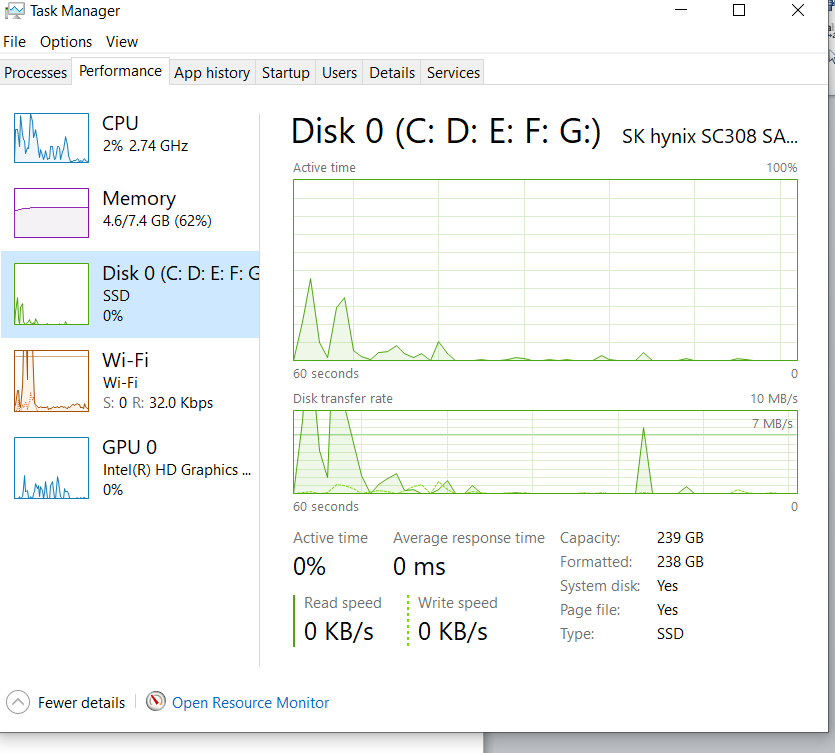 Task Manager
File Options View
Processes Performance App history Startup Users Details Services
CPU
2% 2.74 GHz
Memory
4.6/7.4 GB (62%)
Disk 0 (C: D: E: F: G
SSD
0%
Wi-Fi
Wi-Fi
S: 0 R: 32.0 Kbps
GPU 0
Intel(R) HD Graphics ...
0%
Disk 0 (C: D: E: F: G:) SK hynix SC308 SA...
Active time 100%
60 seconds 0
Disk transfer rate 10 MB/s
7 MB/s
60 seconds 0
Active time
0%
Average response time
0 ms
Read speed
0 KB/s
Write speed
0 KB/s
Capacity: 239 GB
Formatted: 238 GB
System disk: Yes
Page file: Yes
Type: SSD
Fewer details Open Resource Monitor